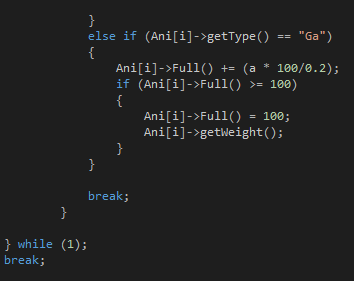 }
else if (Ani[i]->getType() == "Ga")
{
Ani[i]->Full() += (a * 100/0.2);
if (Ani[i]->Full() >= 100)
{
Ani[i]->Full() = 100;
Ani[i]->getWeight();
}
}
break;
}
} while (1);
break;